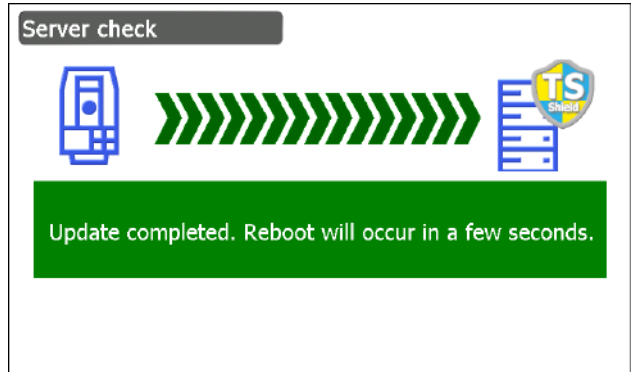 Server check
TS
Shield
Update completed. Reboot will occur in a few seconds.